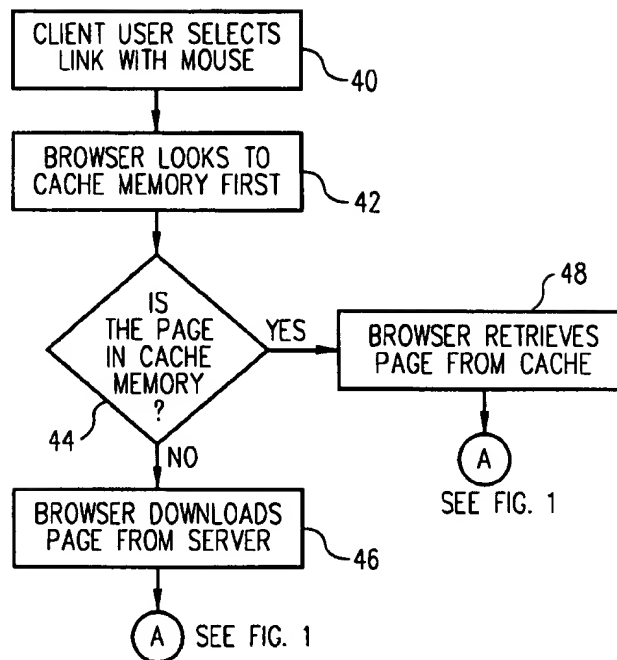 CLIENT USER SELECTS
LINK WITH MOUSE
40
BROWSER LOOKS TO
CACHE MEMORY FIRST
42
IS
THE PAGE
IN CACHE
MEMORY
?
44
YES
48
BROWSER RETRIEVES
PAGE FROM CACHE
A
SEE FIG. 1
NO
BROWSER DOWNLOADS
PAGE FROM SERVER
46
A SEE FIG. 1